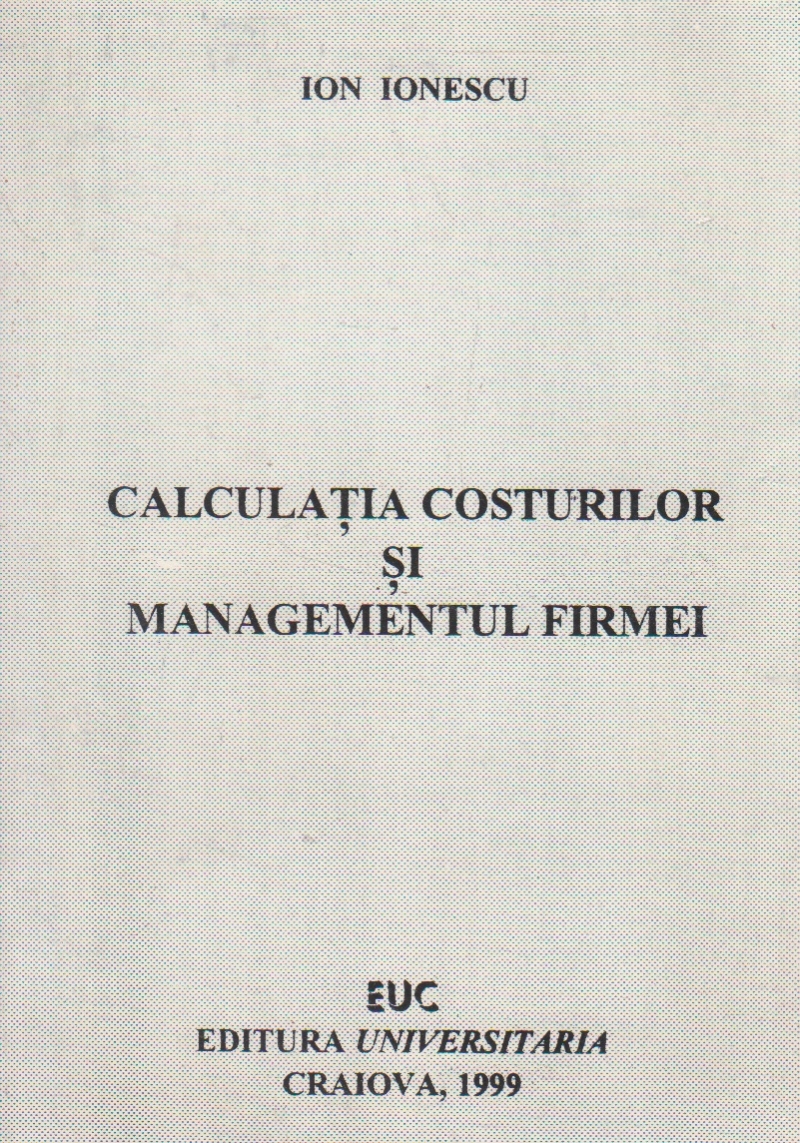 ION IONESCU
CALCULAȚIA COSTURILOR
ȘI
MANAGEMENTUL FIRMEI
EUC
EDITURA UNIVERSITARIA
CRAIOVA, 1999